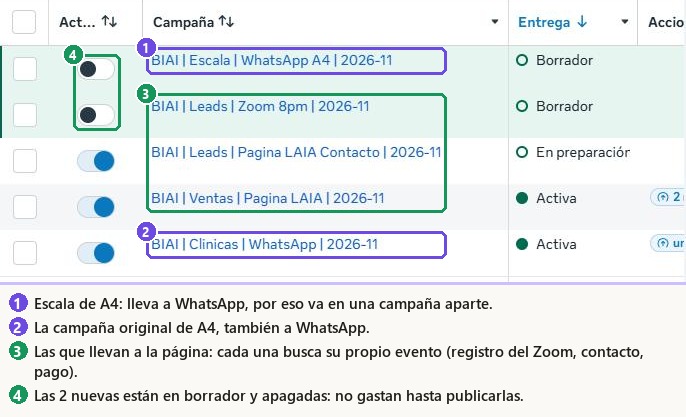 Act... ↑↓ Campaña ↑↓ Entrega ↓ Accio
4 1 BIAI | Escala | WhatsApp A4 | 2026-11 Borrador
3
BIAI | Leads | Zoom 8pm | 2026-11 Borrador
BIAI | Leads | Pagina LAIA Contacto | 2026-11 En preparación
BIAI | Ventas | Pagina LAIA | 2026-11 Activa 2
2
BIAI | Clinicas | WhatsApp | 2026-11 Activa
1 Escala de A4: lleva a WhatsApp, por eso va en una campaña aparte.
2 La campaña original de A4, también a WhatsApp.
3 Las que llevan a la página: cada una busca su propio evento (registro del Zoom, contacto,
pago).
4 Las 2 nuevas están en borrador y apagadas: no gastan hasta publicarlas.